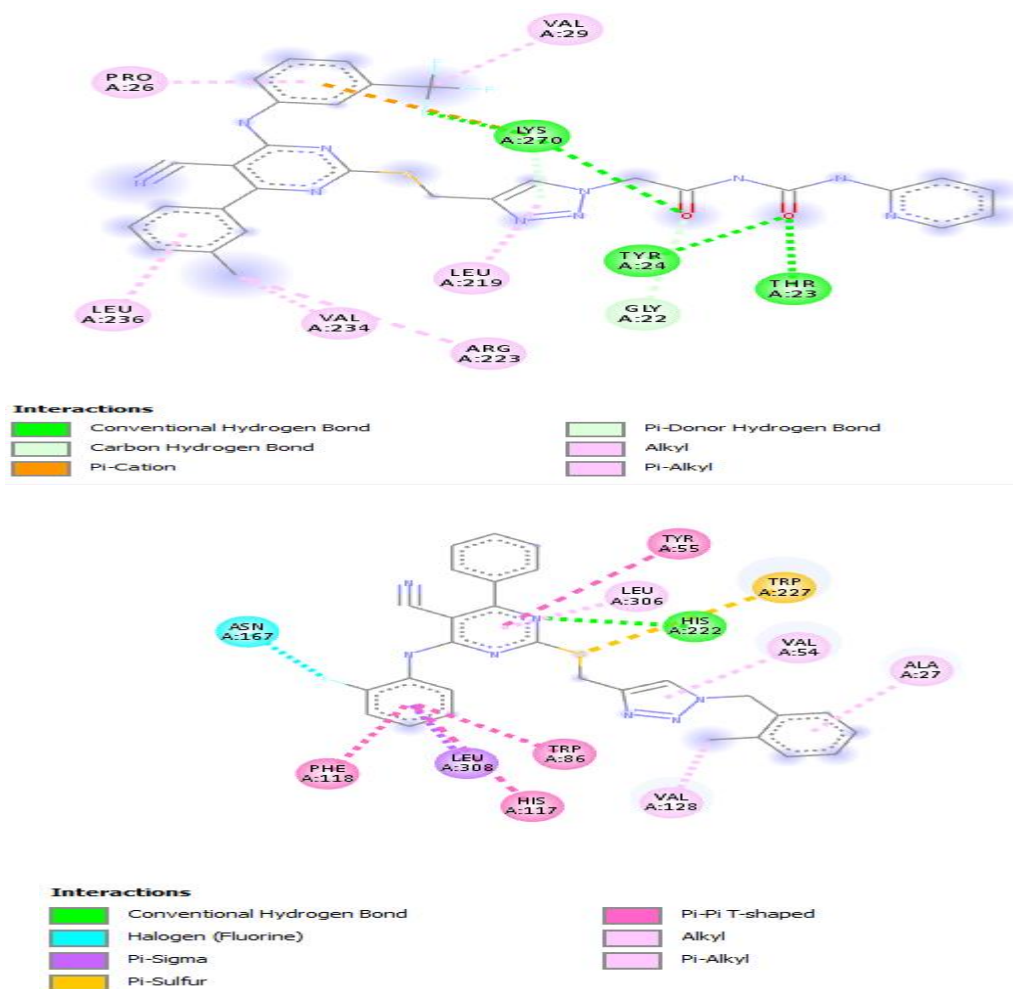 VAL
A:29
PRO
A:26
F
F
LYS
A:270
N
N
N
N
N
N
N
N
N
N
O
O
N
LEU
A:219
TYR
A:24
THR
A:23
GLY
A:22
LEU
A:236
VAL
A:234
ARG
A:223
Interactions
Conventional Hydrogen Bond
Carbon Hydrogen Bond
Pi-Cation
Pi-Donor Hydrogen Bond
Alkyl
Pi-Alkyl
TYR
A:55
TRP
A:227
LEU
A:306
N
ASN
A:167
N
HIS
A:222
VAL
A:54
ALA
A:27
N
N
N
N
N
PHE
A:118
LEU
A:308
TRP
A:86
HIS
A:117
VAL
A:128
Interactions
Conventional Hydrogen Bond
Halogen (Fluorine)
Pi-Sigma
Pi-Sulfur
Pi-Pi T-shaped
Alkyl
Pi-Alkyl